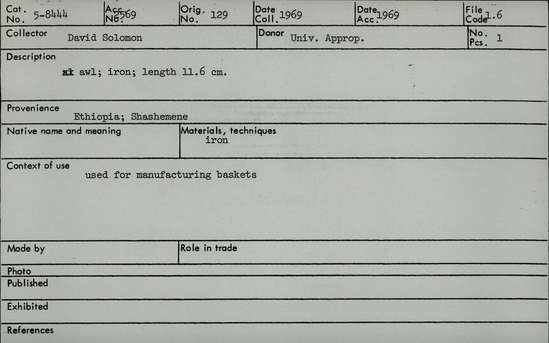 Cat. No. 5-8444 Acc. No. 569 Orig. No. 129 Date Coll. 1969 Date Acc. 1969 File Code 1.6
Collector David Solomon Donor Univ. Approp. No. Pcs. 1
Description
awl; iron; length 11.6 cm.
Provenience
Ethiopia; Shashemene
Native name and meaning Materials, techniques
iron
Context of use used for manufacturing baskets
Made by Role in trade
Photo
Published
Exhibited
References